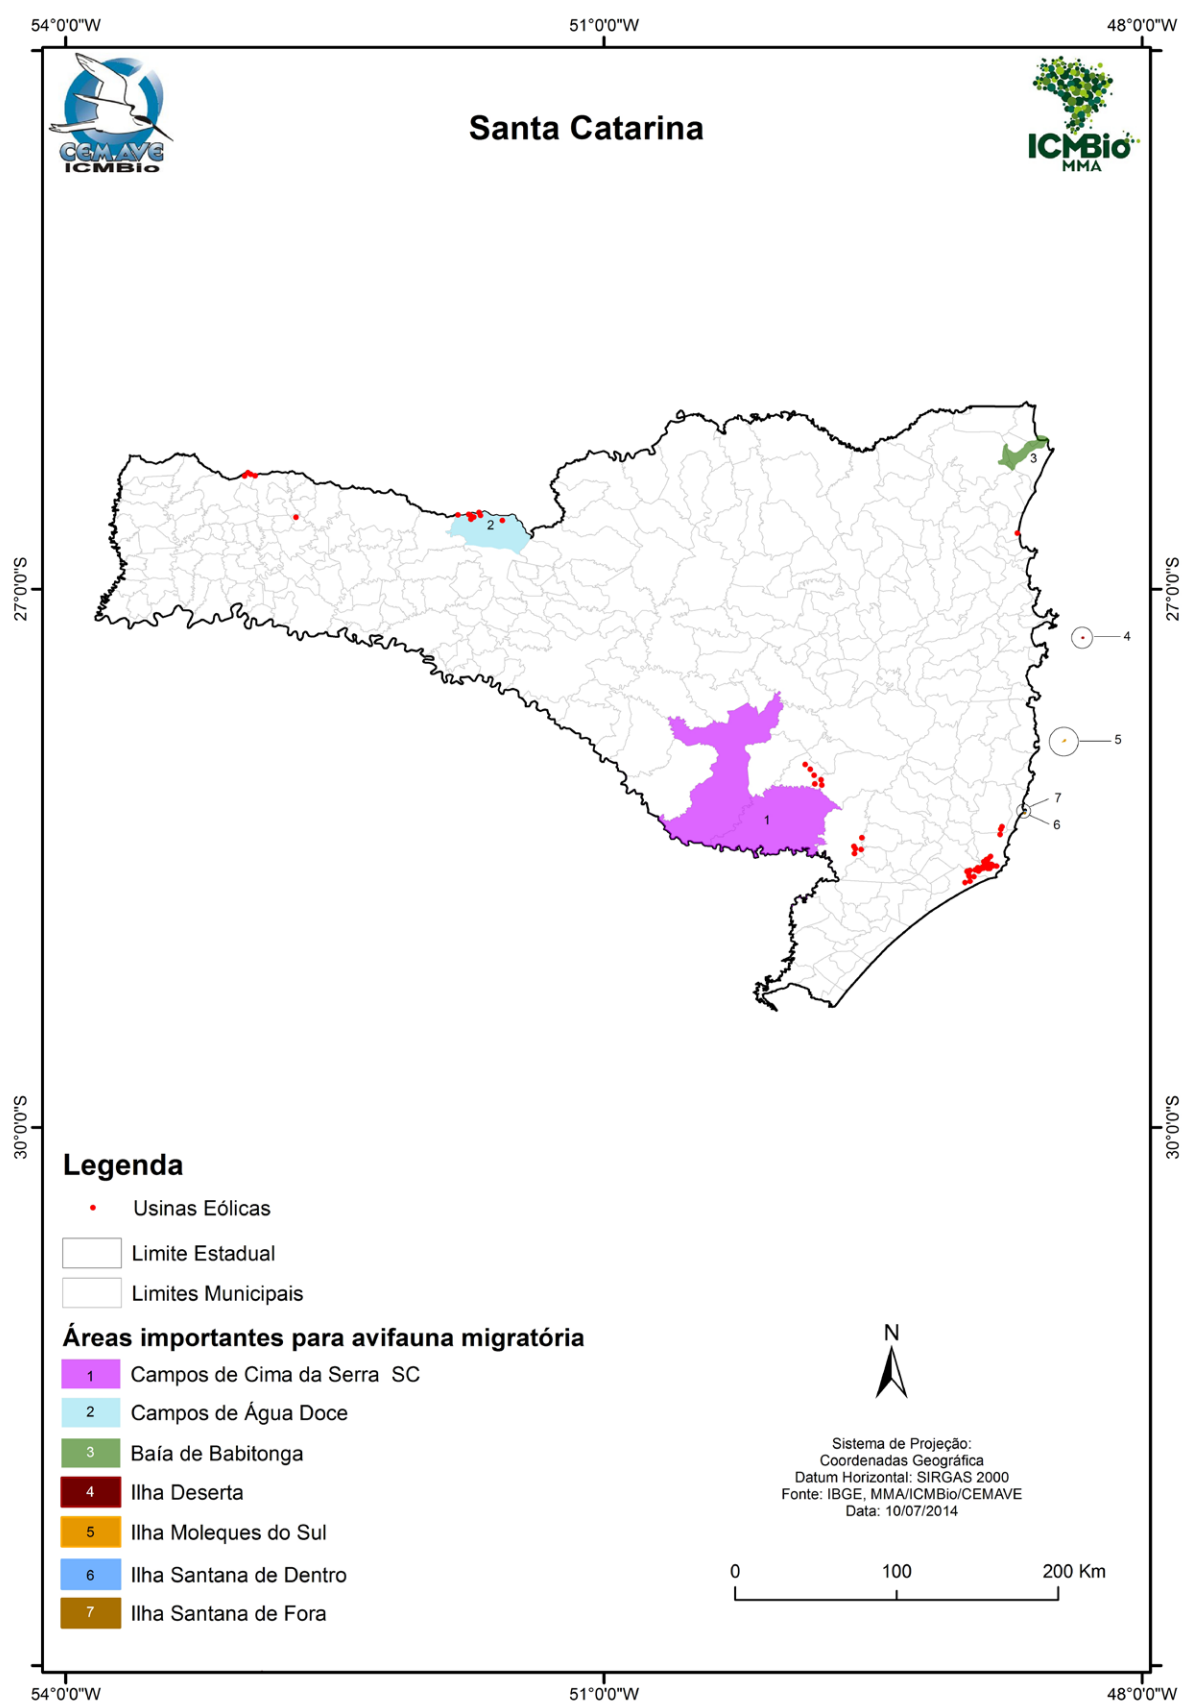 54°0'0"W
51°0'0"W
48°0'0"W
CEMAVE
ICMBio
Santa Catarina
ICMBio
MMA
3
2
27°0'0"S
27°0'0"S
4
5
7
6
1
30°0'0"S
30°0'0"S
Legenda
Usinas Eólicas
Limite Estadual
Limites Municipais
Áreas importantes para avifauna migratória
1 Campos de Cima da Serra SC
2 Campos de Água Doce
3 Baía de Babitonga
4 Ilha Deserta
5 Ilha Moleques do Sul
6 Ilha Santana de Dentro
7 Ilha Santana de Fora
N
Sistema de Projeção:
Coordenadas Geográfica
Datum Horizontal: SIRGAS 2000
Fonte: IBGE, MMA/ICMBio/CEMAVE
Data: 10/07/2014
0 100 200 Km
54°0'0"W
51°0'0"W
48°0'0"W